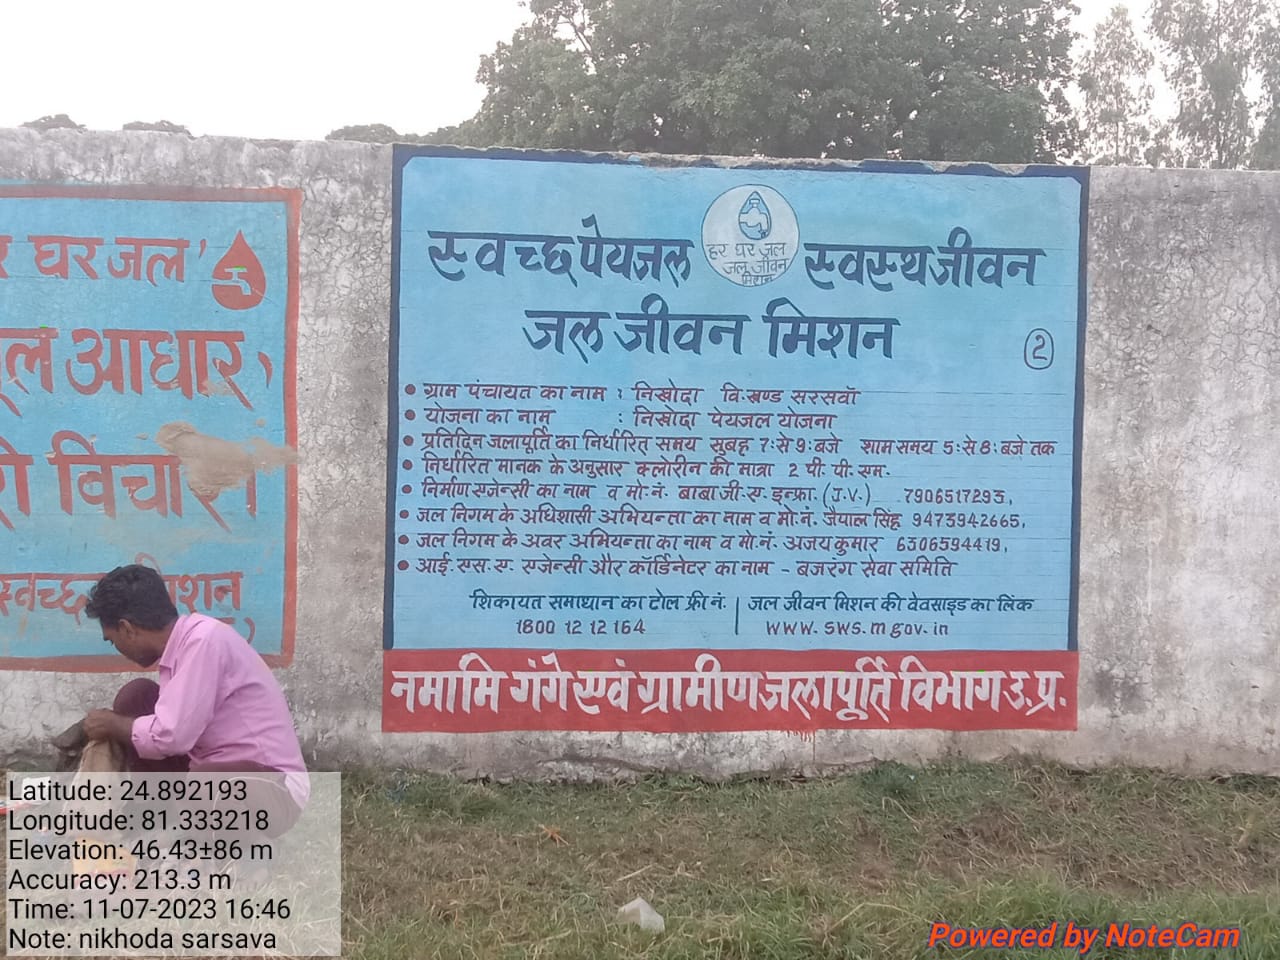 र घर जल'
जल आधार,
री विचार।
स्वच्छ मिशन
स्वच्छ पेयजल
हर घर जल
जल जीवन
मिशन
स्वस्थ जीवन
जल जीवन मिशन
२
• ग्राम पंचायत का नाम : निखोदा वि.खण्ड सरसवॉ
• योजना का नाम : निखोदा पेयजल योजना
• प्रतिदिन जलापूर्ति का निर्धारित समय सुबह 7:से 9:बजे शाम समय 5:से 8:बजे तक
• निर्धारित मानक के अनुसार क्लोरीन की मात्रा 2 पी.पी.एम.
• निर्माण एजेन्सी का नाम व मो.नं. बाबा जी.ए.इन्फ्रा.(J.V.) 7906517293,
• जल निगम के अधिशासी अभियन्ता का नाम व मो.नं. जैपाल सिंह 9473942665,
• जल निगम के अवर अभियन्ता का नाम व मो.नं. अजय कुमार 6306594419,
• आई.एस.ए. एजेन्सी और कॉर्डिनेटर का नाम - बजरंग सेवा समिति
शिकायत समाधान का टोल फ्री नं. | जल जीवन मिशन की वेवसाइड का लिंक
1800 12 12 164 | www.sws.mgov.in
नमामि गंगे एवं ग्रामीण जलापूर्ति विभाग उ.प्र.
Latitude: 24.892193
Longitude: 81.333218
Elevation: 46.43±86 m
Accuracy: 213.3 m
Time: 11-07-2023 16:46
Note: nikhoda sarsava
Powered by NoteCam